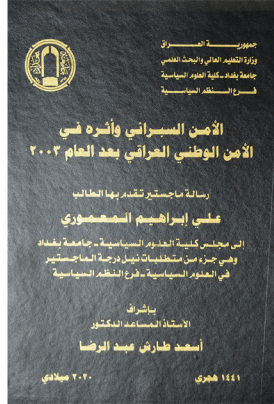 جمهورية العراق
وزارة التعليم العالي والبحث العلمي
جامعة بغداد - كلية العلوم السياسية
فرع النظم السياسية
الأمن السبراني وأثره في
الأمن الوطني العراقي بعد العام ٢٠٠٣
رسالة ماجستير تقدم بها الطالب
علي إبراهيم المعموري
إلى مجلس كلية العلوم السياسية - جامعة بغداد
وهي جزء من متطلبات نيل درجة الماجستير
في العلوم السياسية - فرع النظم السياسية
بإشراف
الأستاذ المساعد الدكتور
أسعد طارش عبد الرضا
١٤٤١ هجري
٢٠٢٠ ميلادي